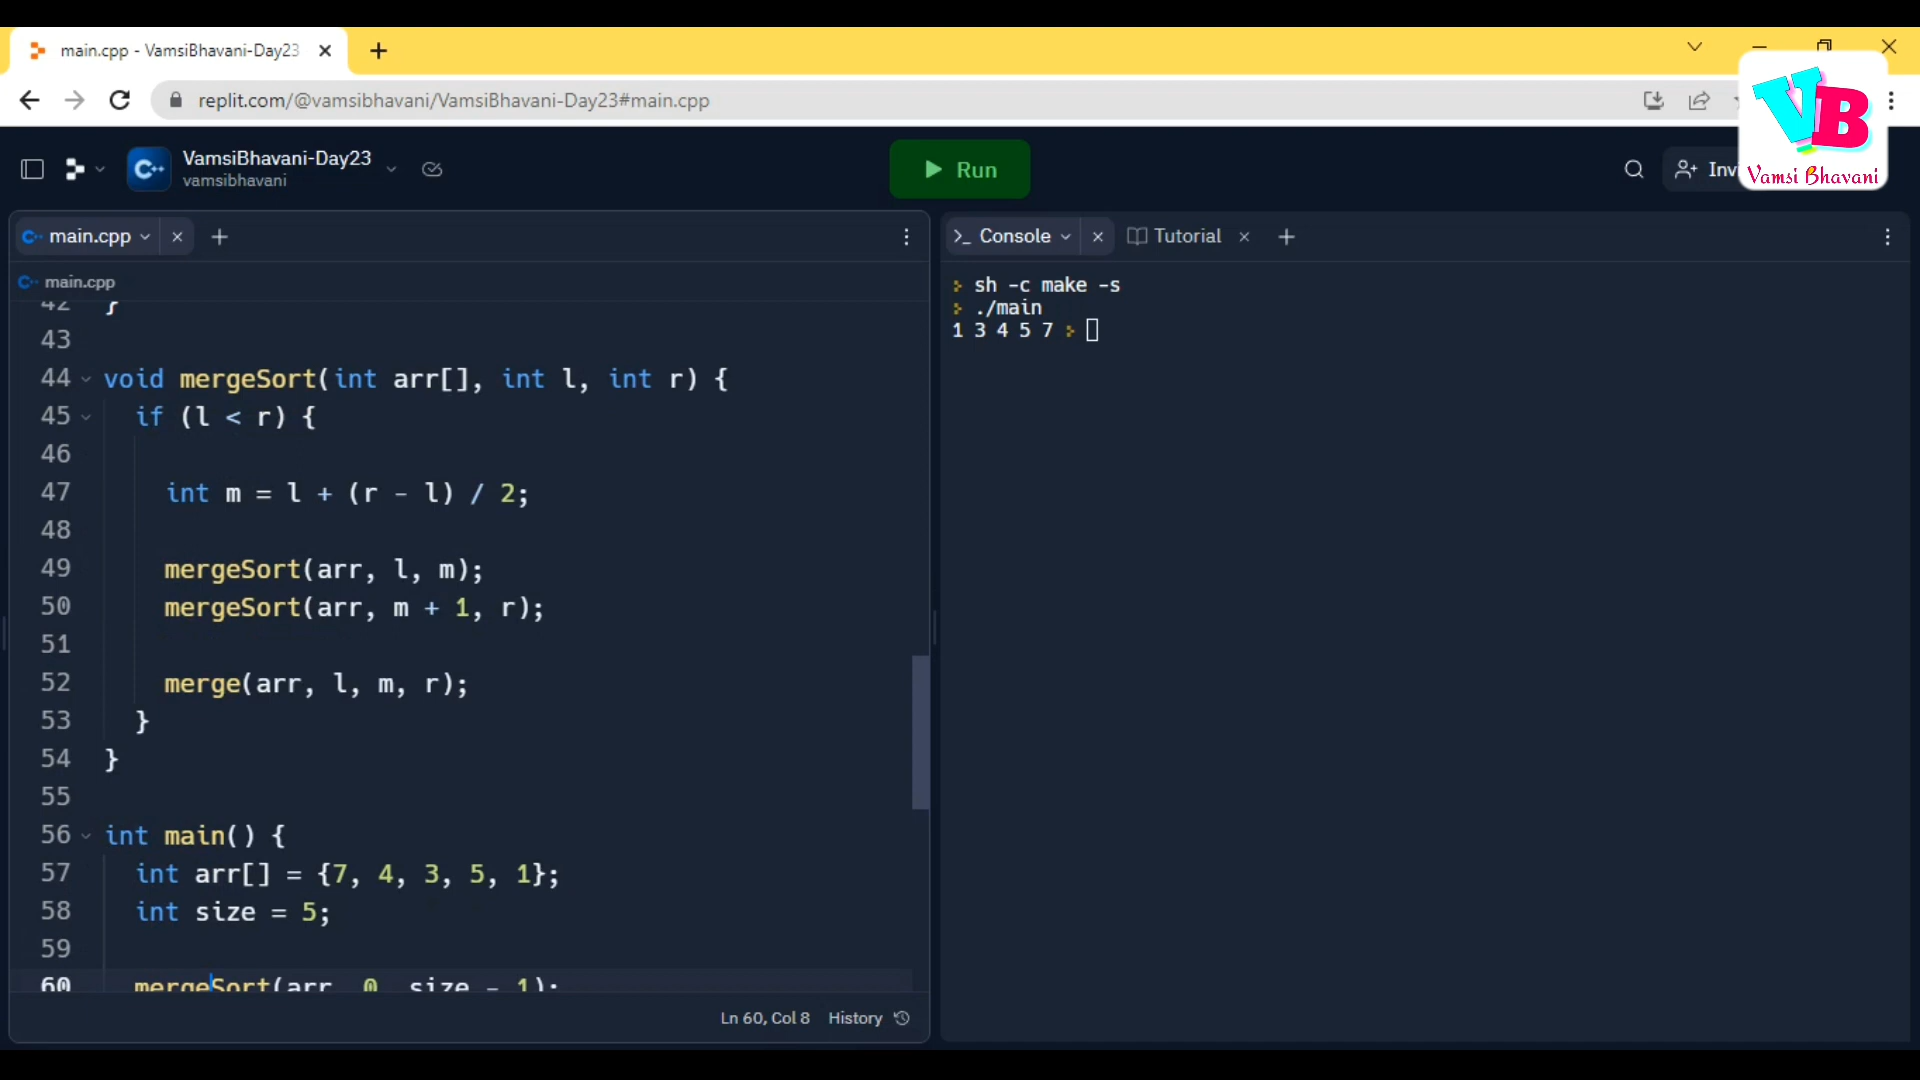 main.cpp - VamsiBhavani-Day23
replit.com/@vamsibhavani/VamsiBhavani-Day23#main.cpp
VB
Vamsi Bhavani
C++
VamsiBhavani-Day23
vamsibhavani
Run
Inv
main.cpp
Console
Tutorial
main.cpp
42 }
43
44 void mergeSort(int arr[], int l, int r) {
45 if (l < r) {
46
47 int m = l + (r - l) / 2;
48
49 mergeSort(arr, l, m);
50 mergeSort(arr, m + 1, r);
51
52 merge(arr, l, m, r);
53 }
54 }
55
56 int main() {
57 int arr[] = {7, 4, 3, 5, 1};
58 int size = 5;
59
60 mergeSort(arr, 0, size - 1);
Ln 60, Col 8 History
sh -c make -s
./main
1 3 4 5 7